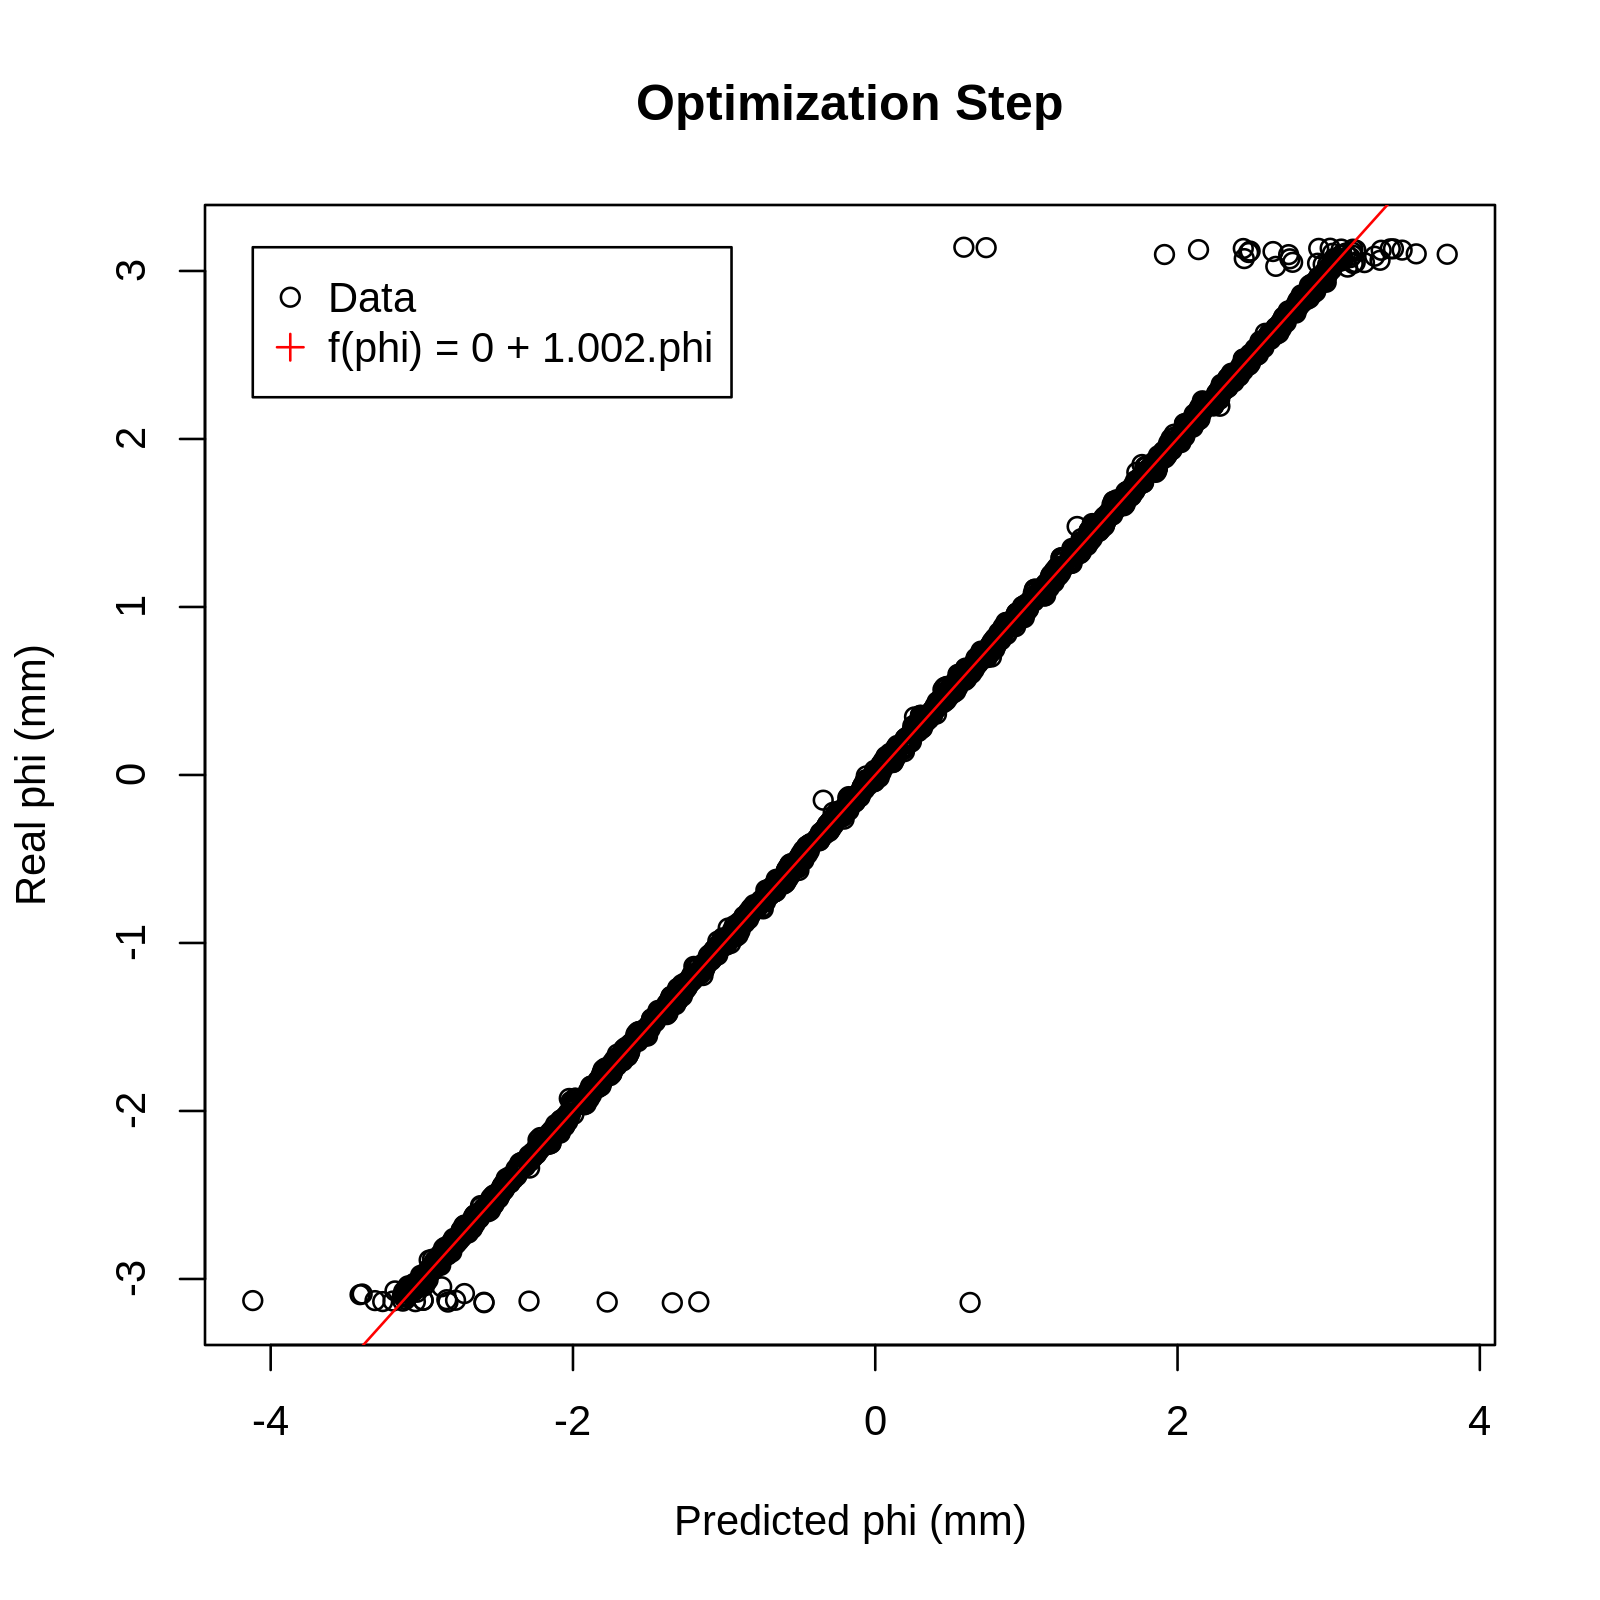 Optimization Step
Data
f(phi) = 0 + 1.002.phi
3
2
1
0
-1
-2
-3
Real phi (mm)
-4
-2
0
2
4
Predicted phi (mm)